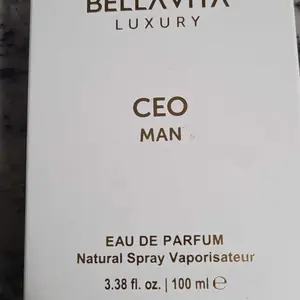 BELLAVITA
LUXURY
CEO
MAN
EAU DE PARFUM
Natural Spray Vaporisateur
3.38 fl. oz. | 100 ml ℮